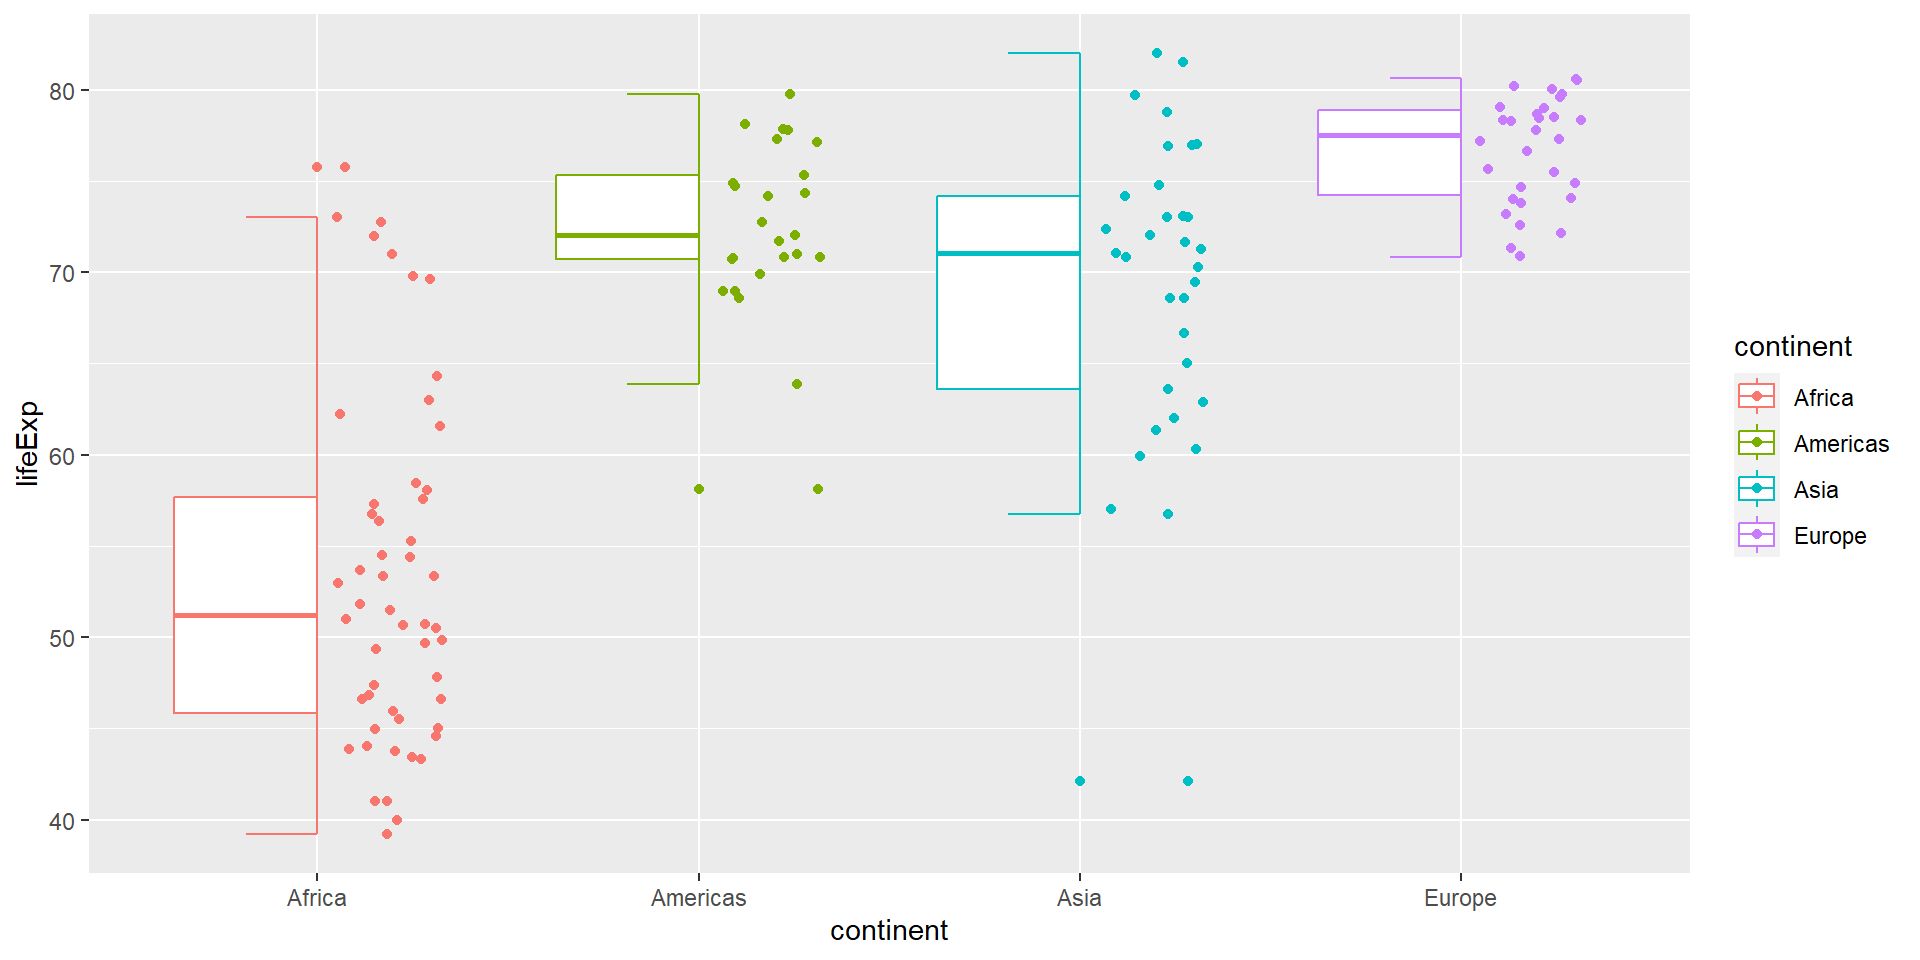 80
70
60
50
40
lifeExp
Africa
Americas
Asia
Europe
continent
continent
Africa
Americas
Asia
Europe